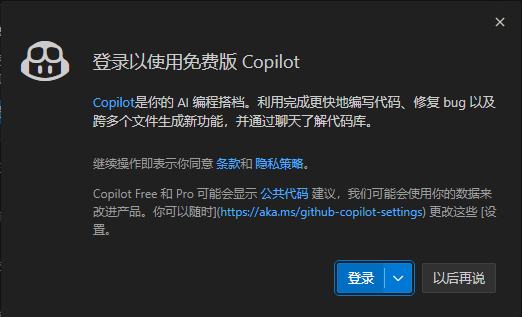 登录以使用免费版 Copilot
Copilot是你的 AI 编程搭档。利用完成更快地编写代码、修复 bug 以及
跨多个文件生成新功能，并通过聊天了解代码库。
继续操作即表示你同意 条款和 隐私策略。
Copilot Free 和 Pro 可能会显示 公共代码 建议，我们可能会使用你的数据来
改进产品。你可以随时](https://aka.ms/github-copilot-settings) 更改这些 [设
置。
登录
以后再说